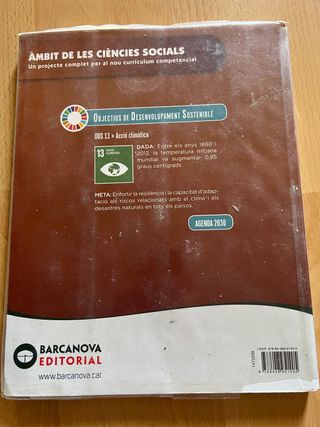 ÀMBIT DE LES CIÈNCIES SOCIALS
Un projecte complet per al nou currículum competencial
OBJECTIUS DE DESENVOLUPAMENT SOSTENIBLE
ODS 13 > Acció climàtica
13 ACCIÓ
CLIMÀTICA
DADA: Entre els anys 1880 i
2012, la temperatura mitjana
mundial va augmentar 0,85
graus centígrads.
META: Enfortir la resiliència i la capacitat d'adap-
tació als riscos relacionats amb el clima i els
desastres naturals en tots els països.
AGENDA 2030
BARCANOVA
EDITORIAL
www.barcanova.cat